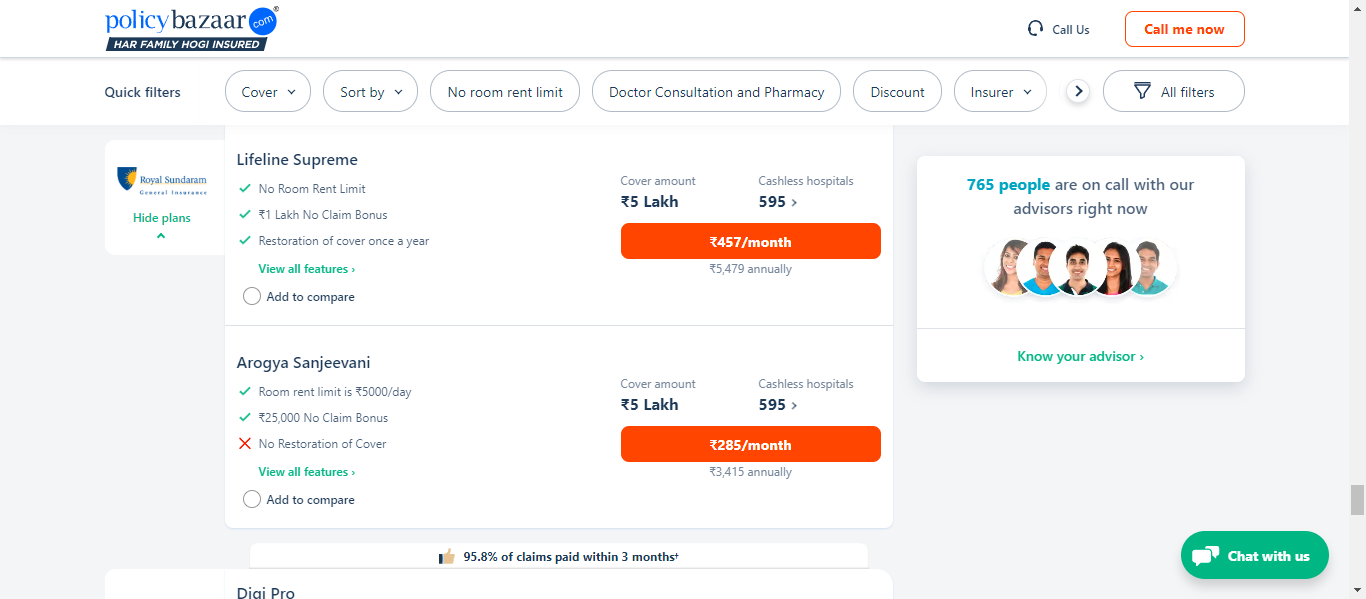 policybazaar.com®
HAR FAMILY HOGI INSURED
Call Us
Call me now
Quick filters
Cover
Sort by
No room rent limit
Doctor Consultation and Pharmacy
Discount
Insurer
All filters
Royal Sundaram
General Insurance
Hide plans
Lifeline Supreme
No Room Rent Limit
₹1 Lakh No Claim Bonus
Restoration of cover once a year
View all features ›
Add to compare
Cover amount
₹5 Lakh
Cashless hospitals
595 ›
₹457/month
₹5,479 annually
Arogya Sanjeevani
Room rent limit is ₹5000/day
₹25,000 No Claim Bonus
No Restoration of Cover
View all features ›
Add to compare
Cover amount
₹5 Lakh
Cashless hospitals
595 ›
₹285/month
₹3,415 annually
95.8% of claims paid within 3 months⁺
Digi Pro
765 people are on call with our
advisors right now
Know your advisor ›
Chat with us